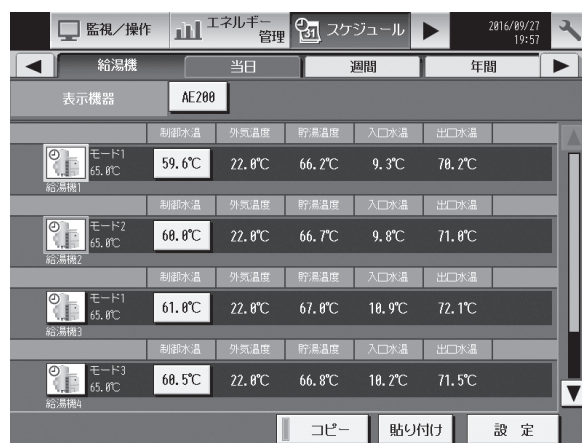 監視／操作 エネルギー管理 31 スケジュール 2016/09/27 19:57
給湯機 当日 週間 年間
表示機器 AE200
制御水温 外気温度 貯湯温度 入口水温 出口水温
モード1 65.0℃ 59.6℃ 22.0℃ 66.2℃ 9.3℃ 70.2℃
給湯機1
制御水温 外気温度 貯湯温度 入口水温 出口水温
モード2 65.0℃ 60.0℃ 22.0℃ 66.7℃ 9.8℃ 71.0℃
給湯機2
制御水温 外気温度 貯湯温度 入口水温 出口水温
モード1 65.0℃ 61.0℃ 22.0℃ 67.0℃ 10.9℃ 72.1℃
給湯機3
制御水温 外気温度 貯湯温度 入口水温 出口水温
モード3 65.0℃ 60.5℃ 22.0℃ 66.8℃ 10.2℃ 71.5℃
給湯機4
コピー 貼り付け 設 定